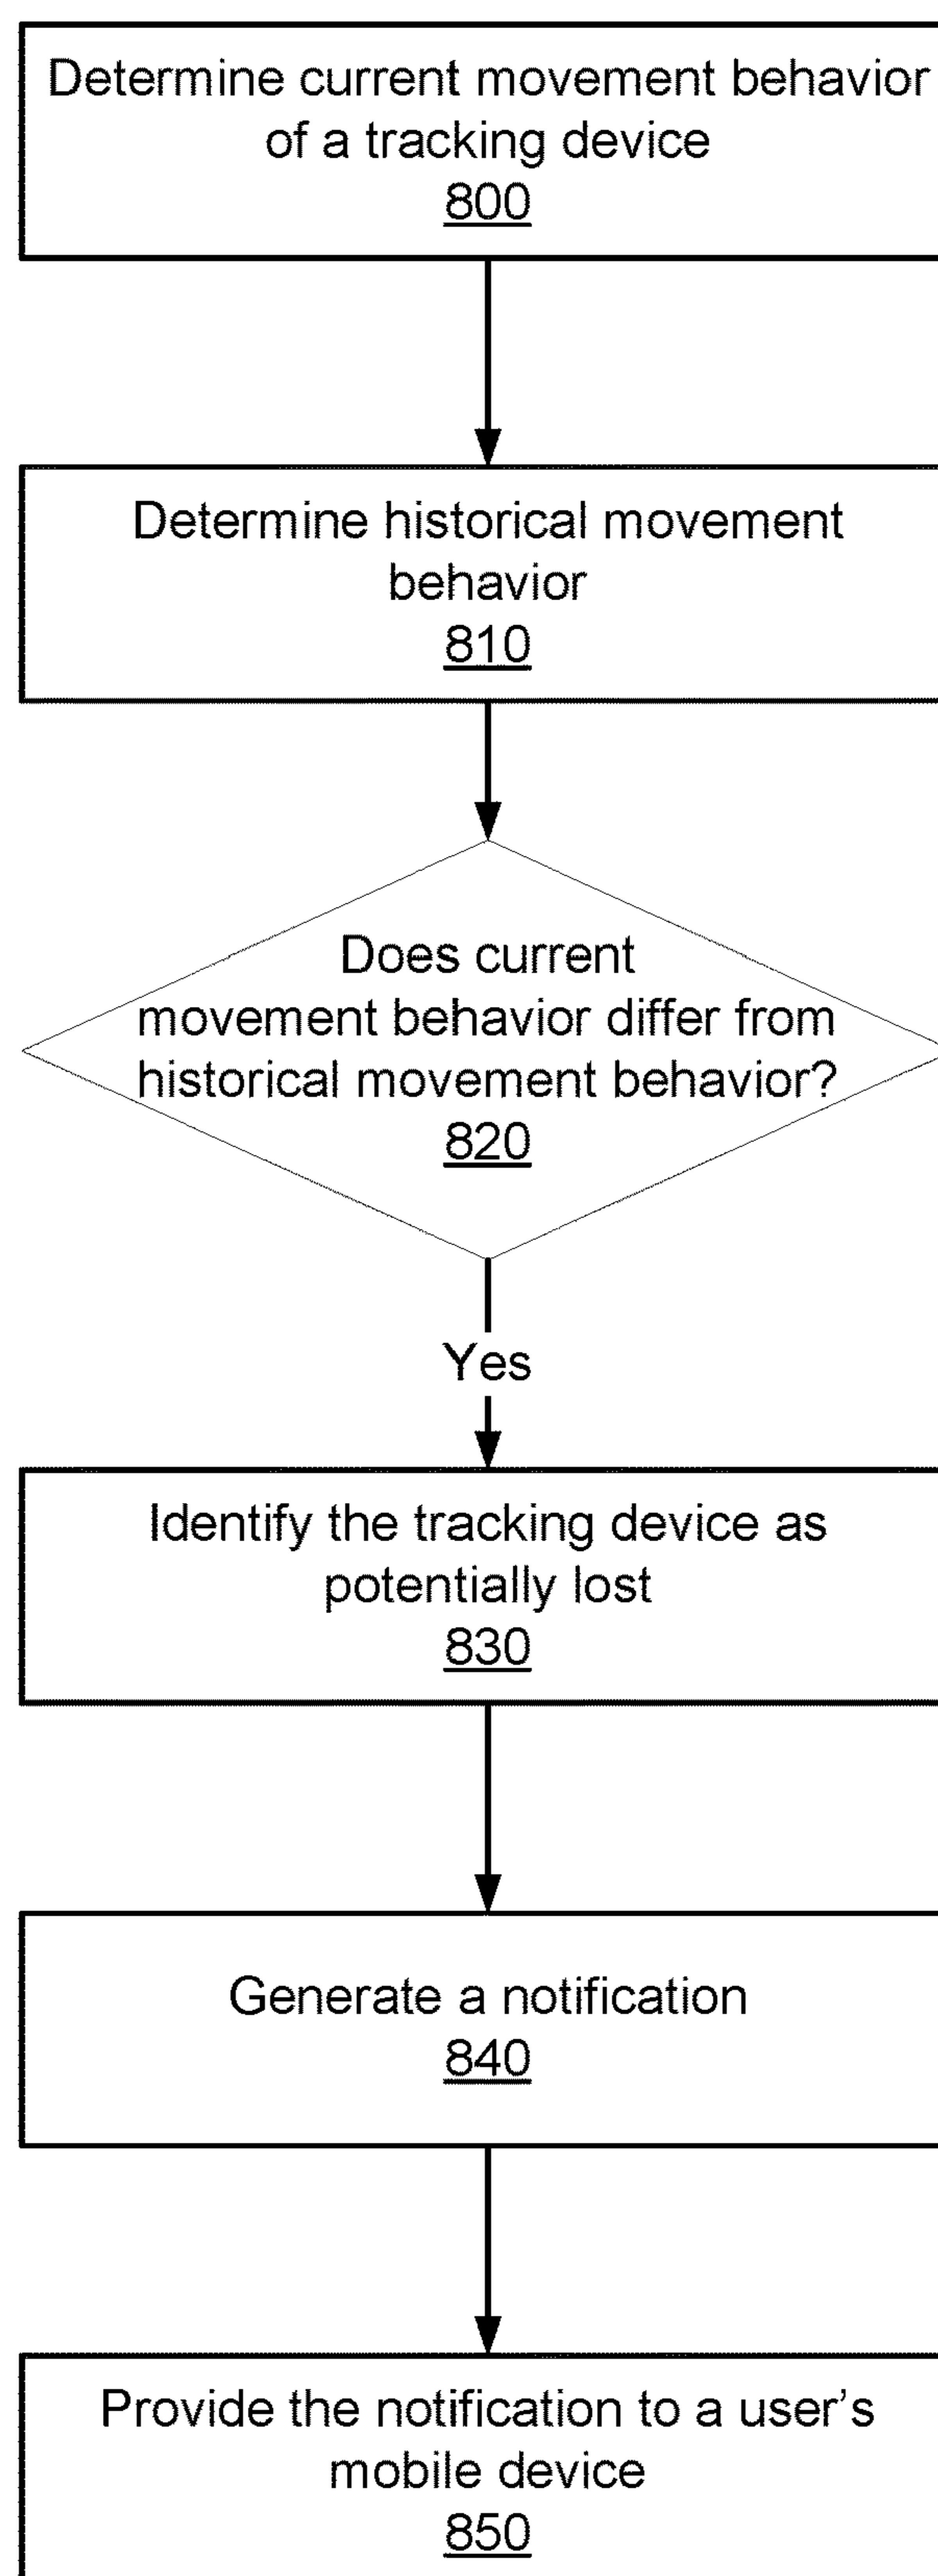 Determine current movement behavior
of a tracking device
800
Determine historical movement
behavior
810
Does current
movement behavior differ from
historical movement behavior?
820
Yes
Identify the tracking device as
potentially lost
830
Generate a notification
840
Provide the notification to a user's
mobile device
850